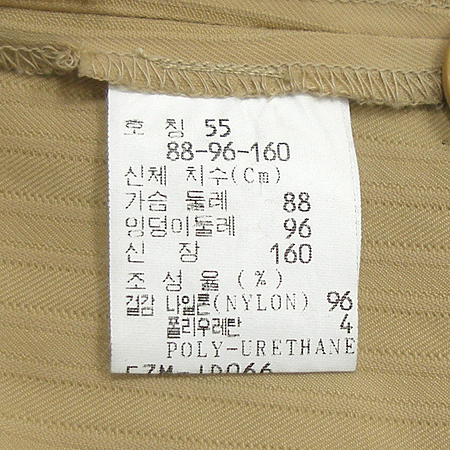 호 칭 55
88-96-160
신체 치수(Cm)
가슴 둘레 88
엉덩이둘레 96
신 장 160
조 성 율 (%)
겉감 나일론(NYLON) 96
폴리우레탄 4
POLY-URETHANE